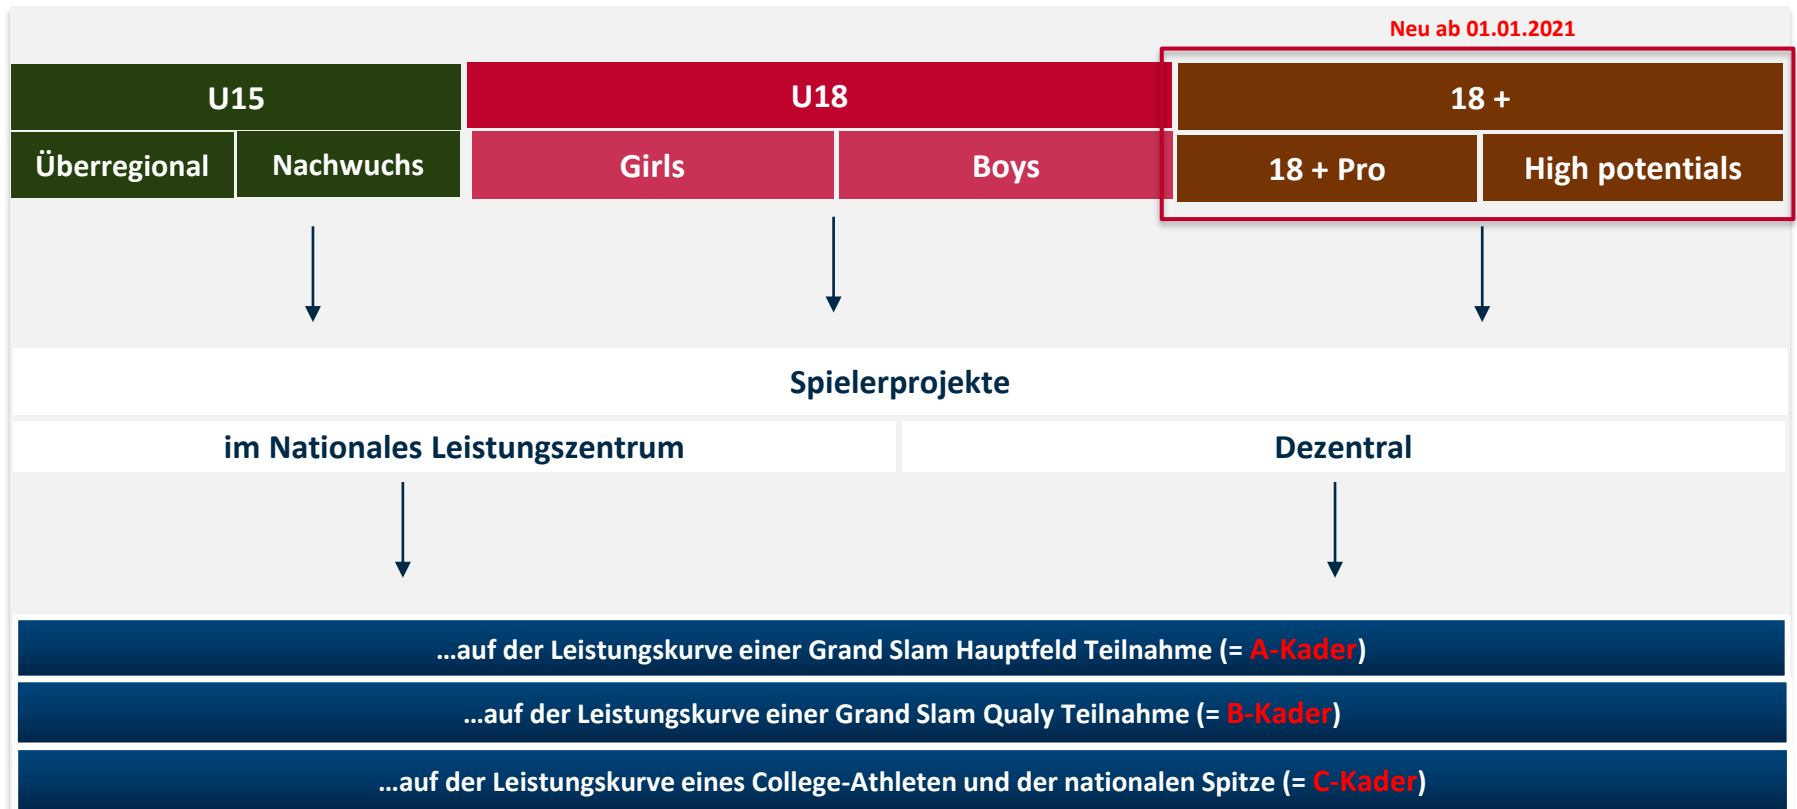 Neu ab 01.01.2021
U15
U18
18 +
Überregional
Nachwuchs
Girls
Boys
18 + Pro
High potentials
Spielerprojekte
im Nationales Leistungszentrum
Dezentral
...auf der Leistungskurve einer Grand Slam Hauptfeld Teilnahme (= A-Kader)
...auf der Leistungskurve einer Grand Slam Qualy Teilnahme (= B-Kader)
...auf der Leistungskurve eines College-Athleten und der nationalen Spitze (= C-Kader)